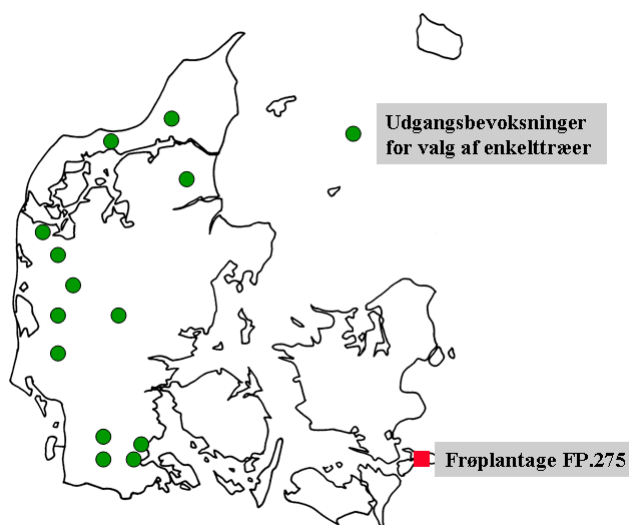 Udgangsbevoksninger
for valg af enkelttræer
Frøplantage FP.275